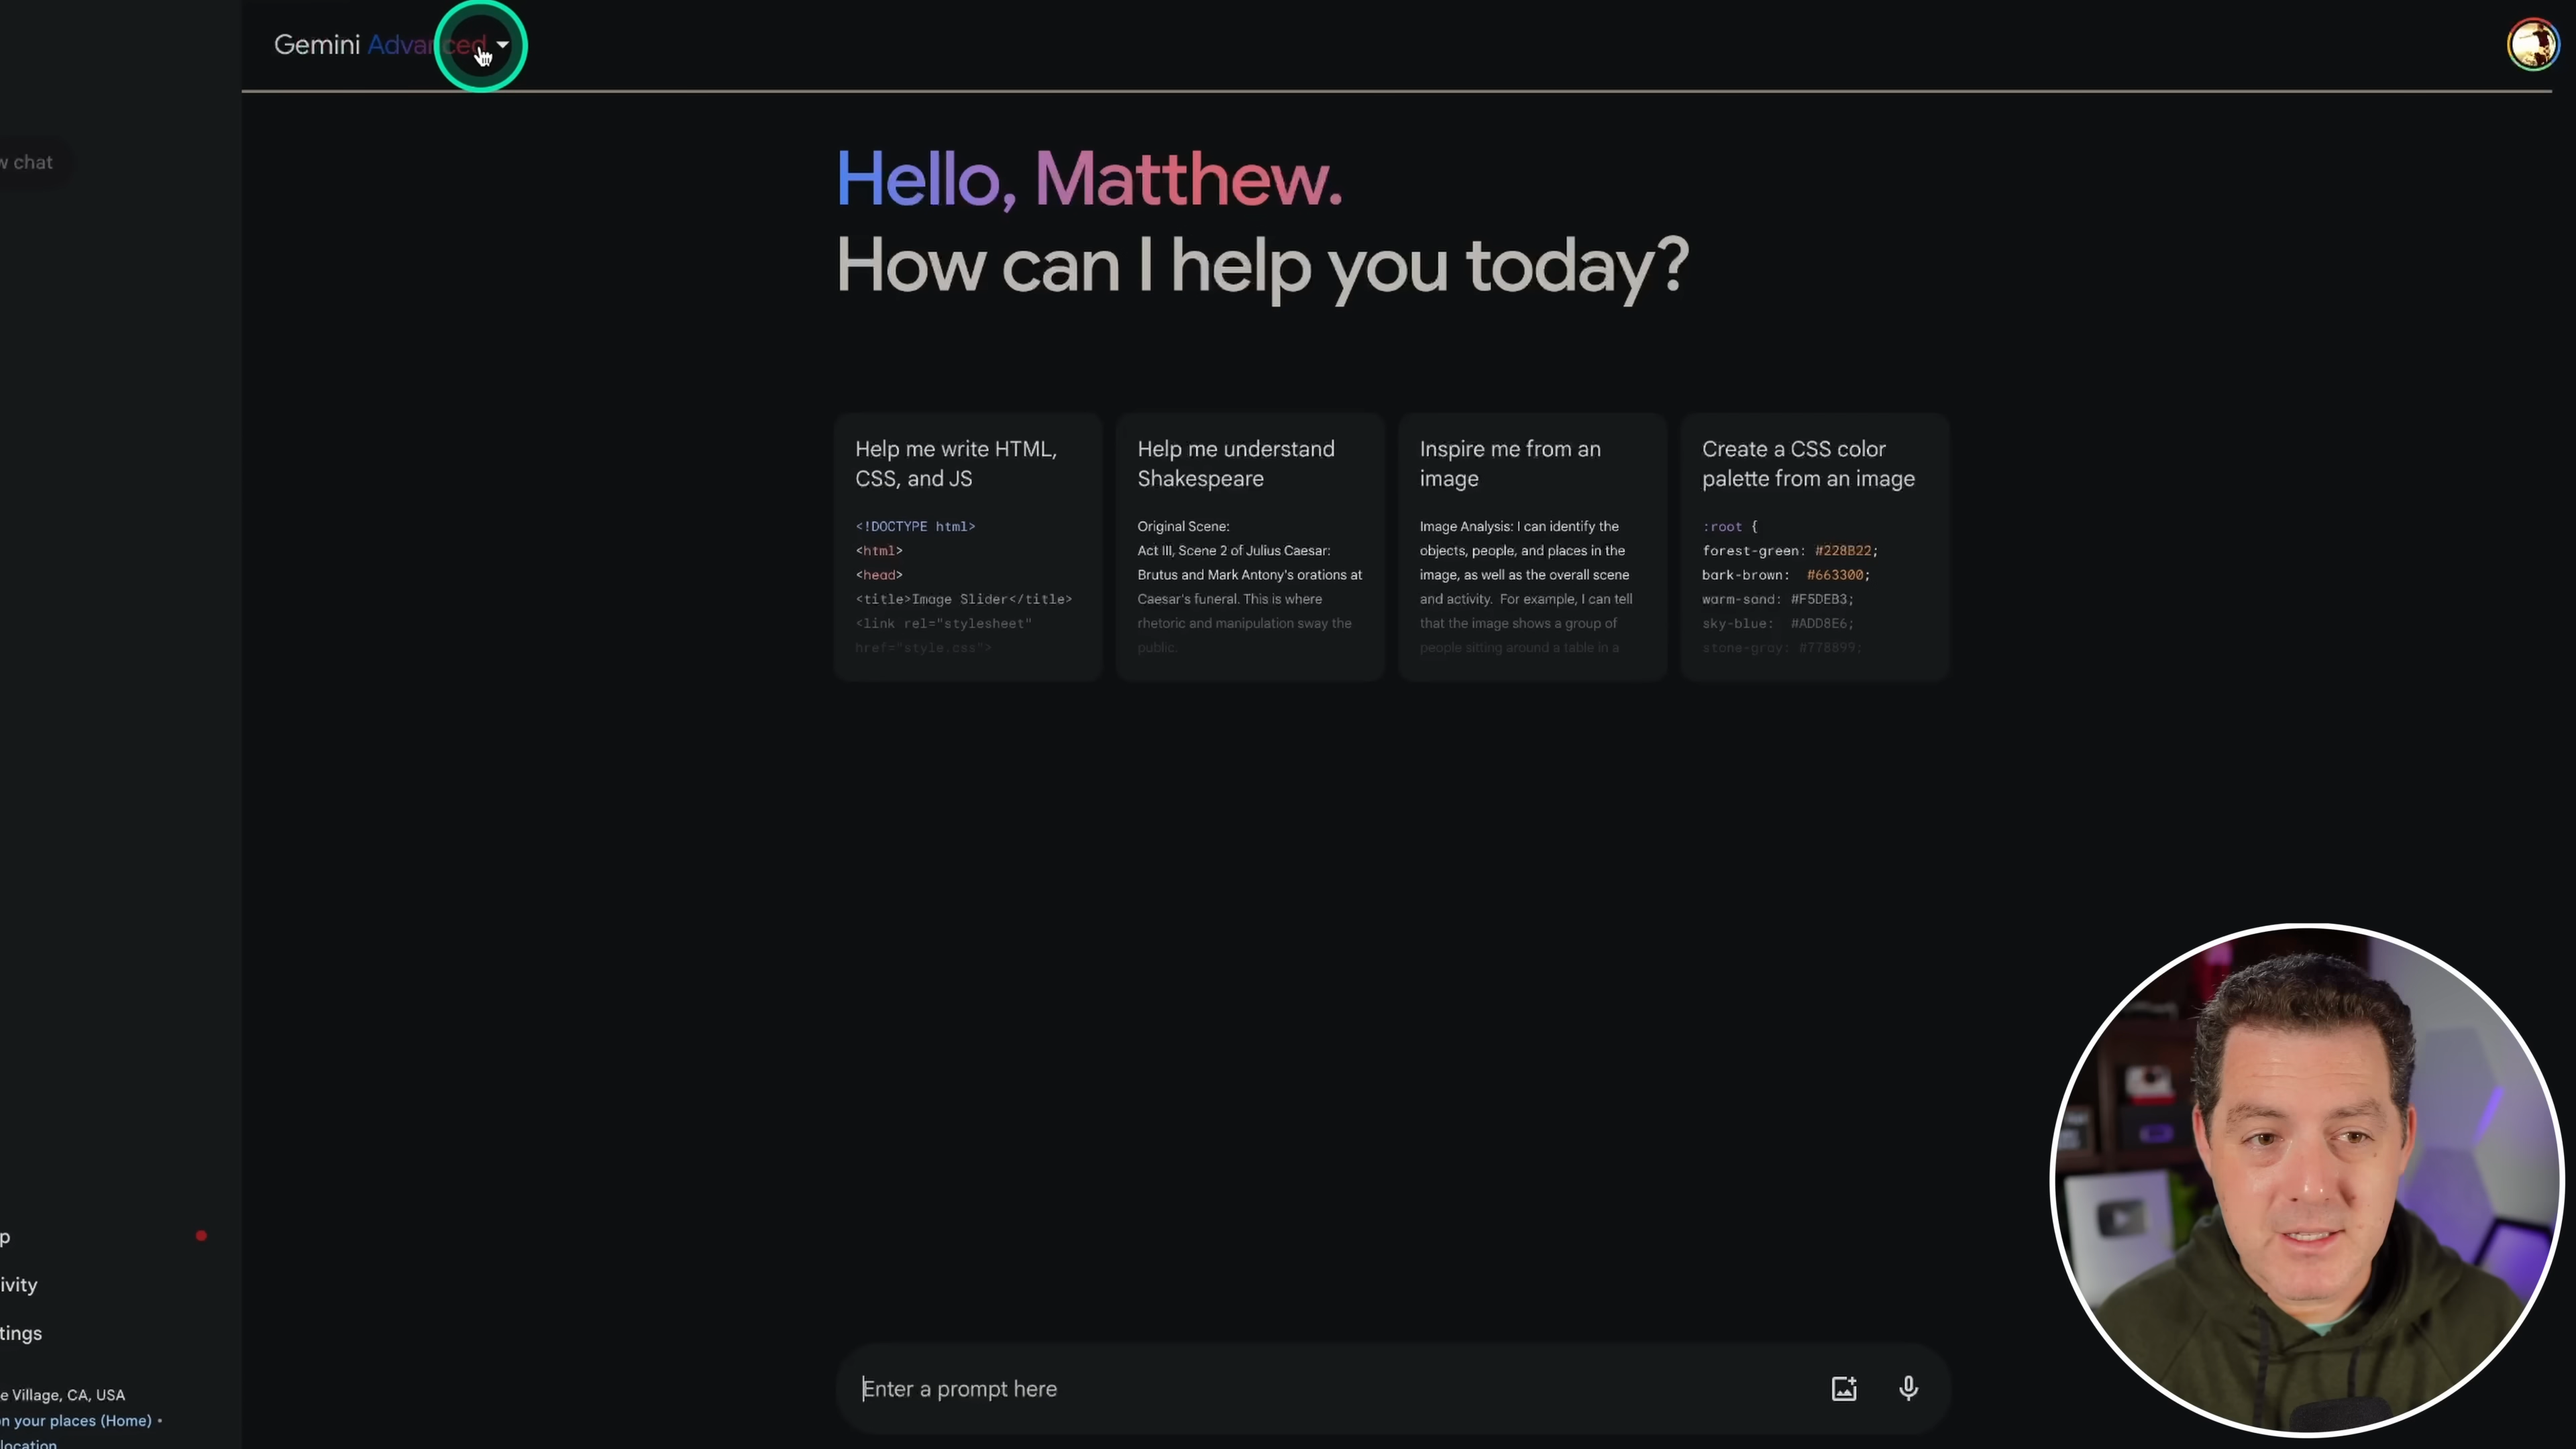 Gemini Advanced
w chat
Hello, Matthew.
How can I help you today?
Help me write HTML,
CSS, and JS
<!DOCTYPE html>
<html>
<head>
<title>Image Slider</title>
<link rel="stylesheet"
href="style.css">
Help me understand
Shakespeare
Original Scene:
Act III, Scene 2 of Julius Caesar:
Brutus and Mark Antony's orations at
Caesar's funeral. This is where
rhetoric and manipulation sway the
public.
Inspire me from an
image
Image Analysis: I can identify the
objects, people, and places in the
image, as well as the overall scene
and activity. For example, I can tell
that the image shows a group of
people sitting around a table in a
Create a CSS color
palette from an image
:root {
forest-green: #228B22;
bark-brown: #663300;
warm-sand: #F5DEB3;
sky-blue: #ADD8E6;
stone-gray: #778899;
p
ivity
tings
e Village, CA, USA
n your places (Home) •
location
Enter a prompt here